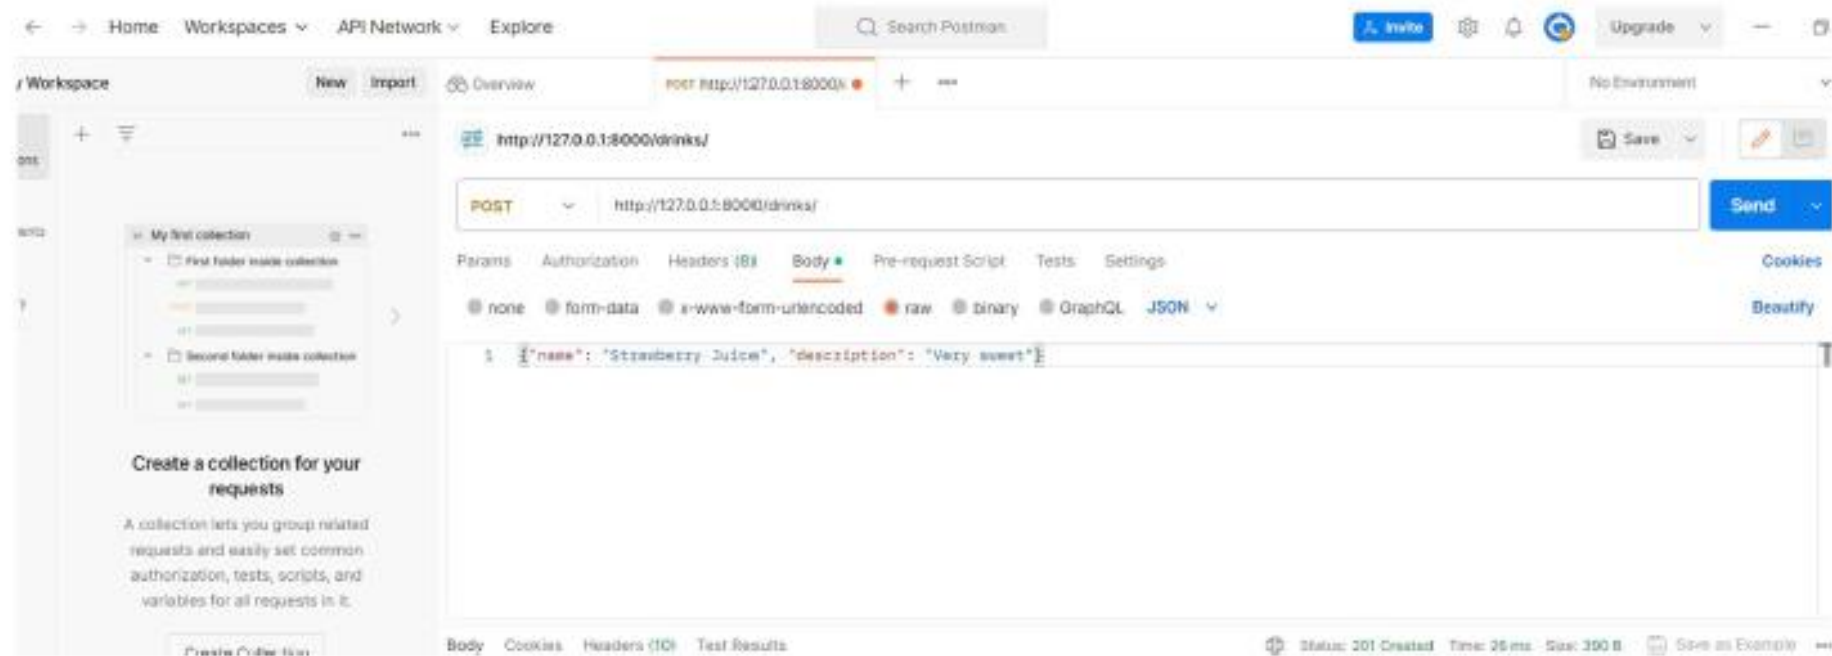 Home Workspaces API Network Explore Search Postman Invite Upgrade
Workspace New Import Overview POST http://127.0.0.1:8000/ No Environment
http://127.0.0.1:8000/drinks/ Save
POST http://127.0.0.1:8000/drinks/ Send
Params Authorization Headers (8) Body Pre-request Script Tests Settings Cookies
none form-data x-www-form-urlencoded raw binary GraphQL JSON Beautify
1 {"name": "Strawberry Juice", "description": "Very sweet"}
My first collection
First folder inside collection
Second folder inside collection
Create a collection for your
requests
A collection lets you group related
requests and easily set common
authorization, tests, scripts, and
variables for all requests in it.
Create Collection
Body Cookies Headers (10) Test Results Status: 201 Created Time: 26 ms Size: 390 B Save as Example